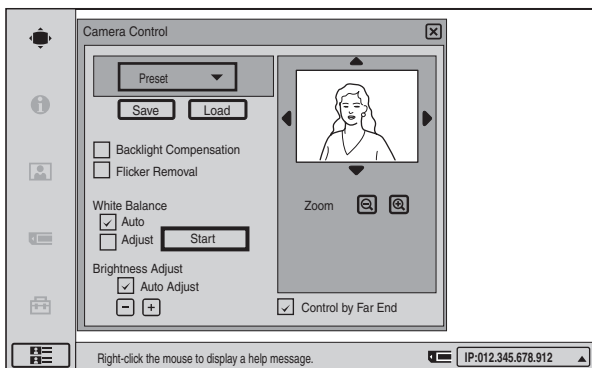 Camera Control
Preset
Save Load
Backlight Compensation
Flicker Removal
White Balance
Auto
Adjust Start
Brightness Adjust
Auto Adjust
Zoom
Control by Far End
Right-click the mouse to display a help message.
IP:012.345.678.912